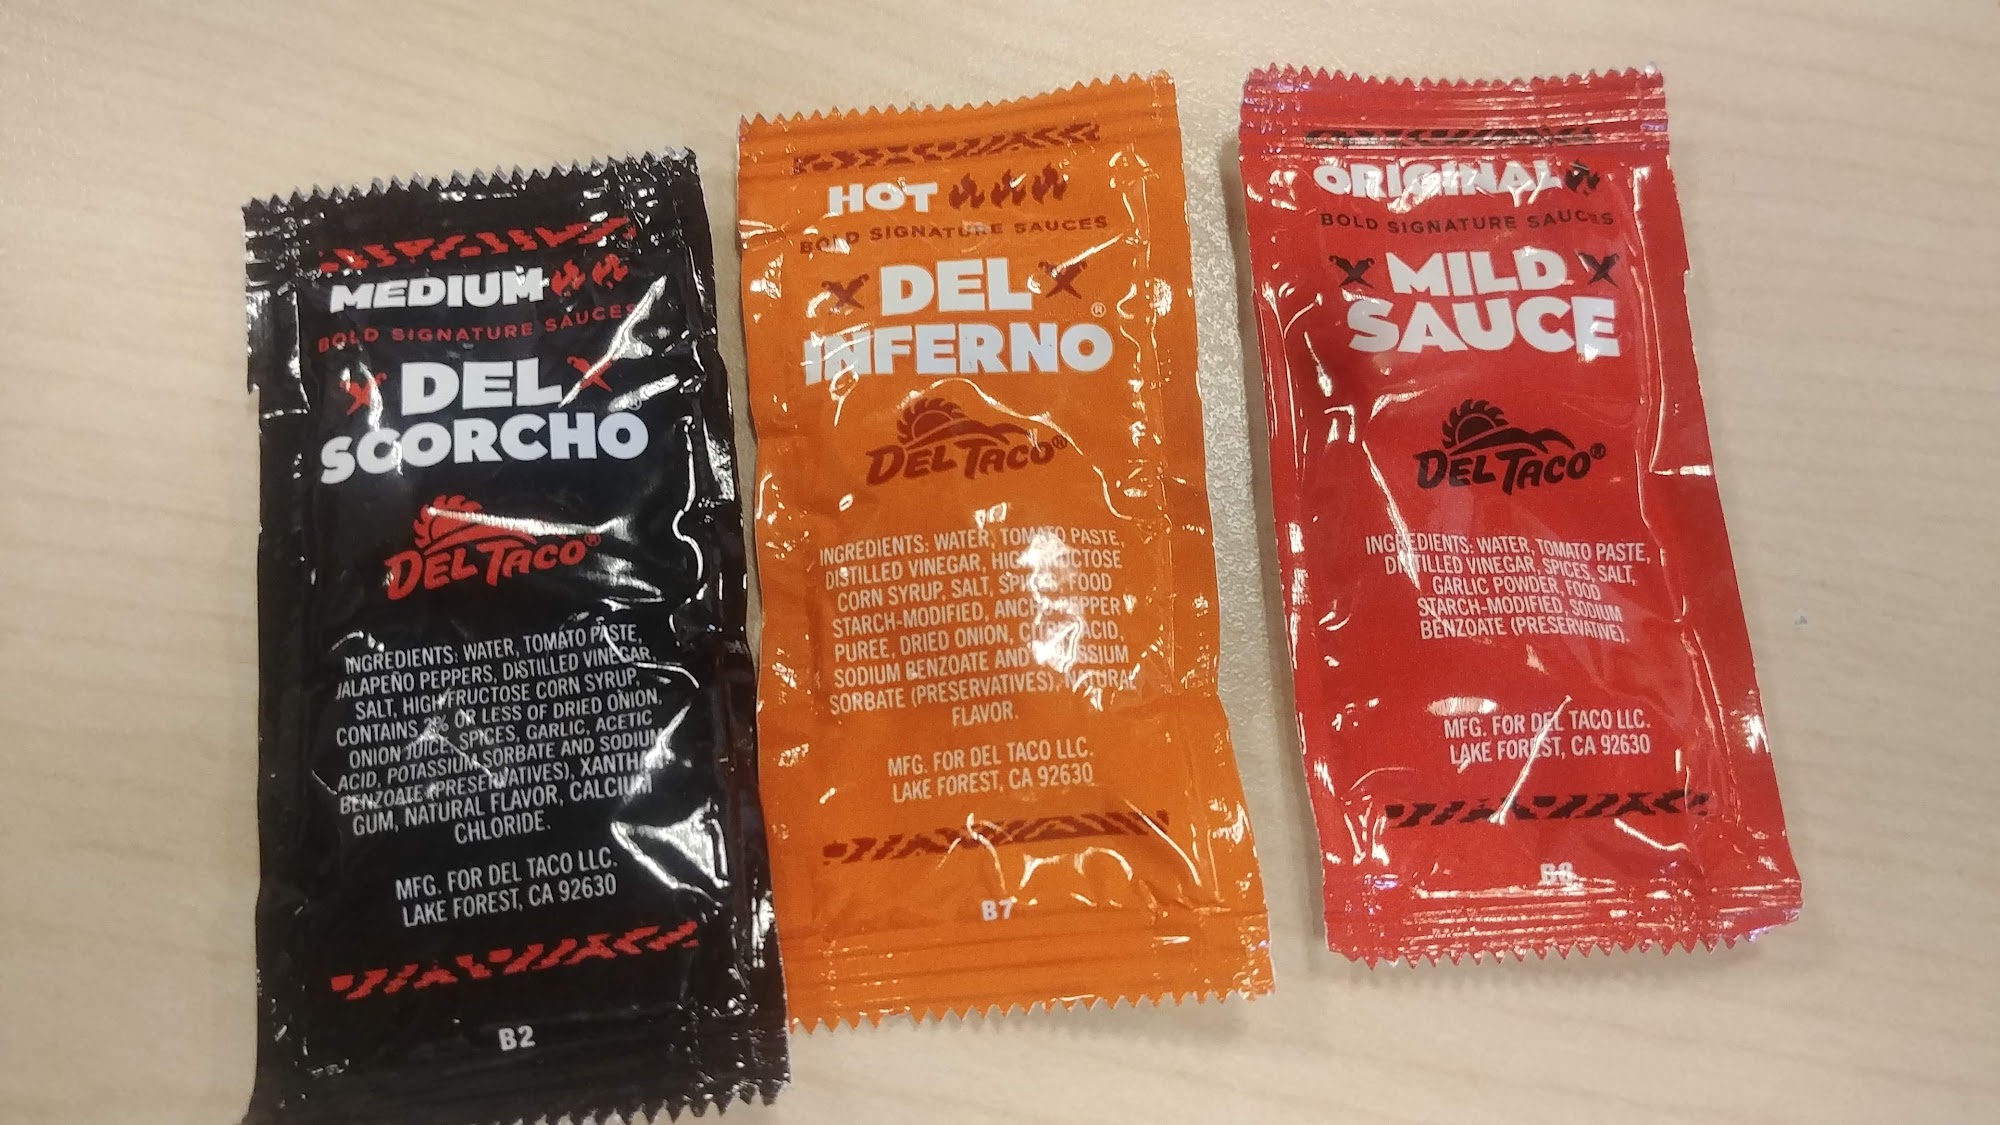 MEDIUM
BOLD SIGNATURE SAUCES
DEL
SCORCHO®
DEL TACO®
INGREDIENTS: WATER, TOMATO PASTE,
JALAPEÑO PEPPERS, DISTILLED VINEGAR,
SALT, HIGH FRUCTOSE CORN SYRUP,
CONTAINS 2% OR LESS OF DRIED ONION,
ONION JUICE, SPICES, GARLIC, ACETIC
ACID, POTASSIUM SORBATE AND SODIUM
BENZOATE (PRESERVATIVES), XANTHAN
GUM, NATURAL FLAVOR, CALCIUM
CHLORIDE.
MFG. FOR DEL TACO LLC.
LAKE FOREST, CA 92630
B2
HOT
BOLD SIGNATURE SAUCES
DEL
INFERNO®
DEL TACO®
INGREDIENTS: WATER, TOMATO PASTE,
DISTILLED VINEGAR, HIGH FRUCTOSE
CORN SYRUP, SALT, SPICES, FOOD
STARCH-MODIFIED, ANCHO PEPPER
PUREE, DRIED ONION, CITRIC ACID,
SODIUM BENZOATE AND POTASSIUM
SORBATE (PRESERVATIVES), NATURAL
FLAVOR.
MFG. FOR DEL TACO LLC.
LAKE FOREST, CA 92630
B7
ORIGINAL
BOLD SIGNATURE SAUCES
MILD
SAUCE
DEL TACO®
INGREDIENTS: WATER, TOMATO PASTE,
DISTILLED VINEGAR, SPICES, SALT,
GARLIC POWDER, FOOD
STARCH-MODIFIED, SODIUM
BENZOATE (PRESERVATIVE).
MFG. FOR DEL TACO LLC.
LAKE FOREST, CA 92630